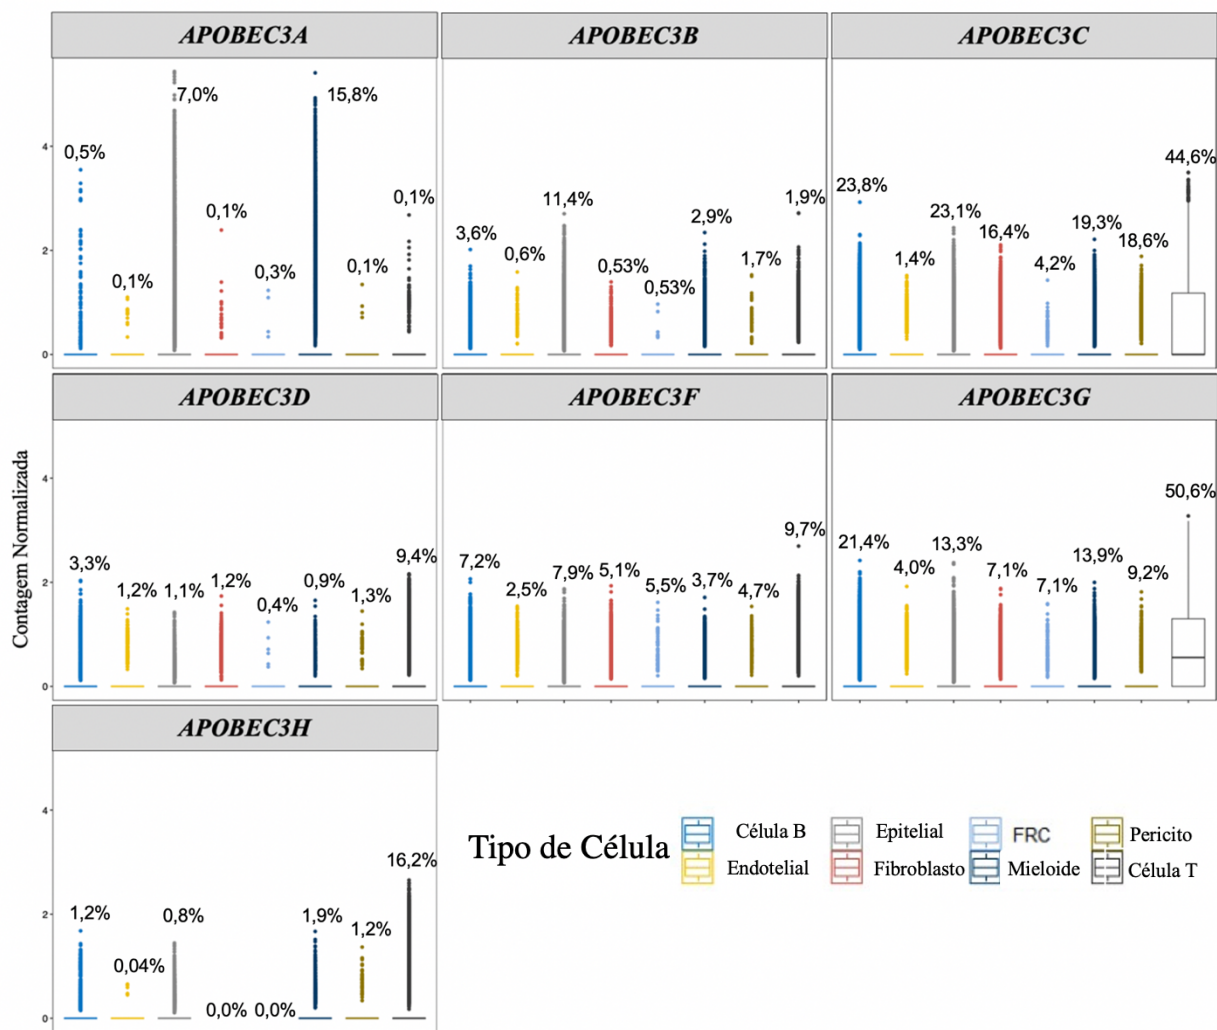 APOBEC3A APOBEC3B APOBEC3C
7,0% 15,8%
4
0,5% 0,1% 0,1% 0,3% 0,1% 0,1%
3,6% 0,6% 11,4% 0,53% 0,53% 2,9% 1,7% 1,9%
23,8% 1,4% 23,1% 16,4% 4,2% 19,3% 18,6% 44,6%
2
0
APOBEC3D APOBEC3F APOBEC3G
Contagem Normalizada
4
3,3% 1,2% 1,1% 1,2% 0,4% 0,9% 1,3% 9,4%
7,2% 2,5% 7,9% 5,1% 5,5% 3,7% 4,7% 9,7%
21,4% 4,0% 13,3% 7,1% 7,1% 13,9% 9,2% 50,6%
2
0
APOBEC3H
4
1,2% 0,04% 0,8% 0,0% 0,0% 1,9% 1,2% 16,2%
2
0
Tipo de Célula
Célula B Epitelial FRC Pericito
Endotelial Fibroblasto Mieloide Célula T